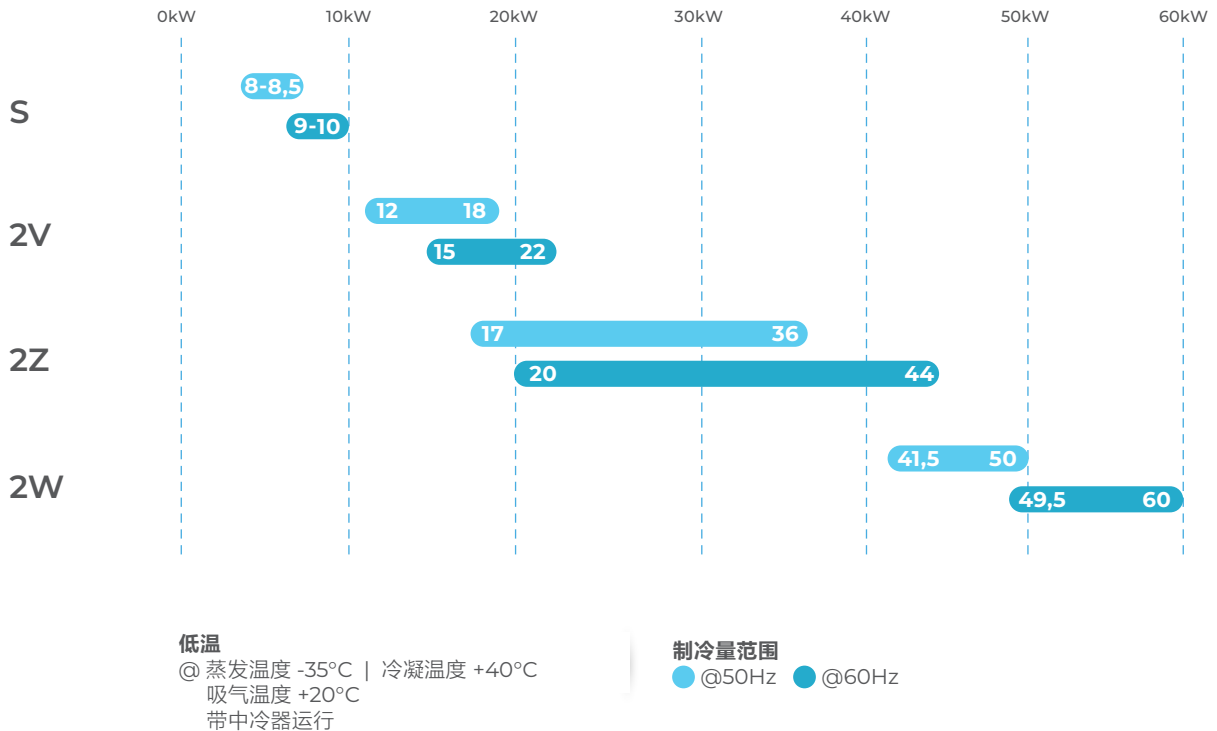 0kW 10kW 20kW 30kW 40kW 50kW 60kW
S
8-8,5
9-10
2V
12 18
15 22
2Z
17 36
20 44
2W
41,5 50
49,5 60
低温
@ 蒸发温度 -35°C | 冷凝温度 +40°C
吸气温度 +20°C
带中冷器运行
制冷量范围
@50Hz @60Hz